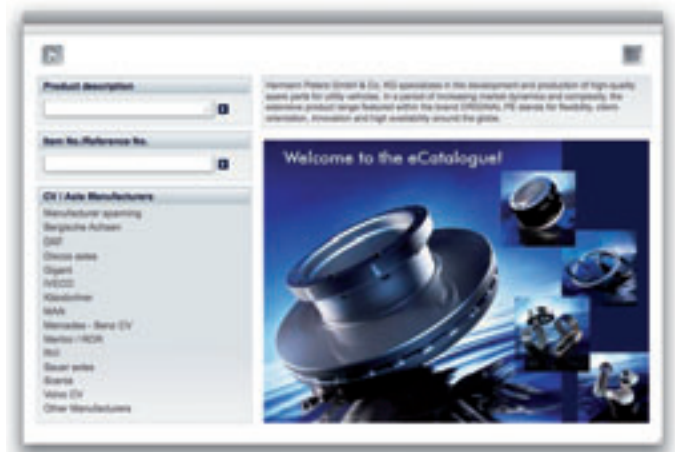 Product description
Item No./Reference No.
CV / Axle Manufacturers
Manufacturer spanning
Bergische Achsen
DAF
Discos axles
Gigant
IVECO
Kässbohrer
MAN
Mercedes - Benz CV
Meritor / ROR
Sauer axles
Scania
Volvo CV
Other Manufacturers
Hermann Peters GmbH & Co. KG specializes in the development and production of high-quality
spare parts for utility vehicles. In a period of increasing market dynamics and complexity, the
extensive product range featured within the brand ORIGINAL PE stands for flexibility, client-
orientation, innovation and high availability around the globe.
Welcome to the eCatalogue!